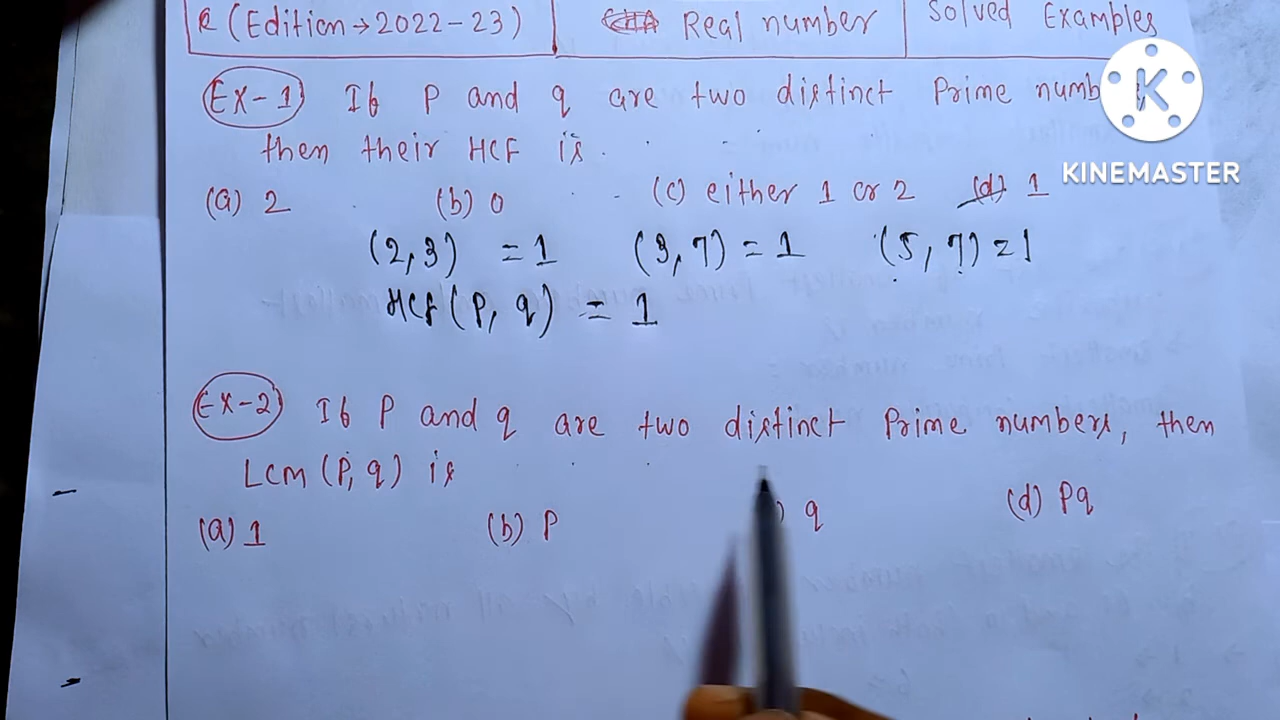 (Edition→2022-23) Real number Solved Examples
Ex-1 If P and q are two distinct Prime
then their HCF is
(a) 2 (b) 0 (c) either 1 or 2 (d) 1
(2,3) =1 (3,7)=1 (5,7)=1
HCF(P,q) = 1
Ex-2 If P and q are two distinct Prime numbers, then
Lcm (P,q) is
(a) 1 (b) P q (d) Pq
K
KINEMASTER